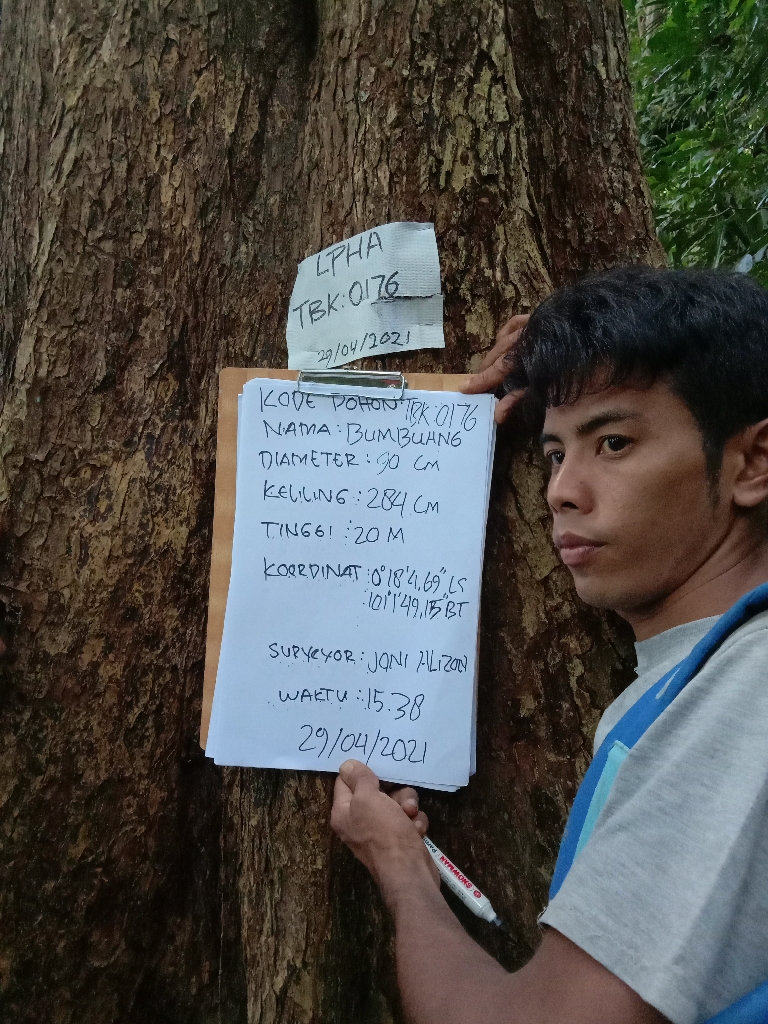 LPHA
TBK:0176
29/04/2021
KODE POHON:TBK:0176
NAMA:BUMBUANG
DIAMETER:90 CM
KELILING:284 CM
TINGGI:20 M
KOORDINAT:0°18'4,69"LS
:101°1'49,15"BT
SURVEYOR:JONI ALIZON
WAKTU:15.38
29/04/2021
SNOWMAN